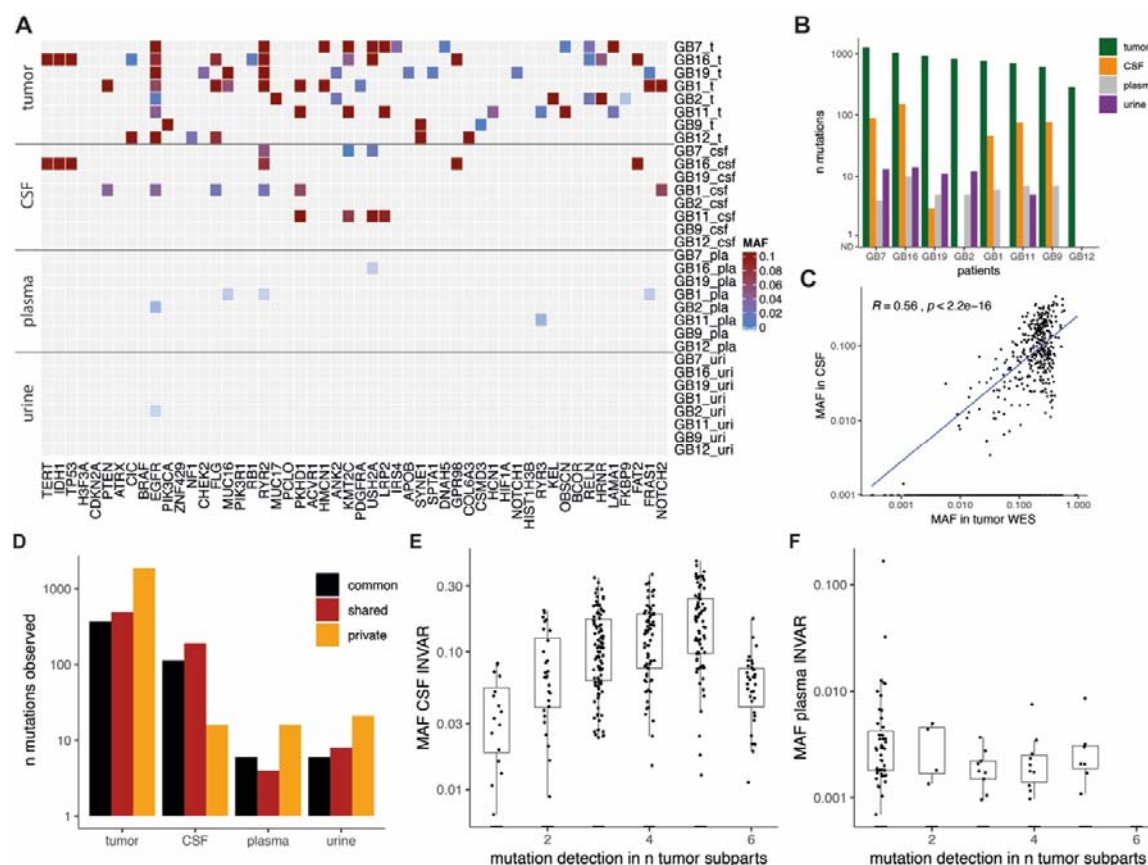 A
tumor
CSF
plasma
urine
GB7_t
GB16_t
GB19_t
GB1_t
GB2_t
GB11_t
GB9_t
GB12_t
GB7_csf
GB16_csf
GB19_csf
GB1_csf
GB2_csf
GB11_csf
GB9_csf
GB12_csf
GB7_pla
GB16_pla
GB19_pla
GB1_pla
GB2_pla
GB11_pla
GB9_pla
GB12_pla
GB7_uri
GB16_uri
GB19_uri
GB1_uri
GB2_uri
GB11_uri
GB9_uri
GB12_uri
MAF
0.1
0.08
0.06
0.04
0.02
0
TERT
IDH1
TP53
H3F3A
CDKN2A
PTEN
ATRX
CIC
BRAF
EGFR
PIK3CA
ZNF429
NF1
CHEK2
FLG
MUC16
PIK3R1
RB1
RYR2
MUC17
PCLO
PKHD1
ACVR1
HMCN1
ANK2
KMT2C
PDGFRA
USH2A
LRP2
IRS4
APOB
SYNE1
SPTA1
DNAH5
GPR98
COL6A3
CSMD3
HCN1
HIF1A
NOTCH1
HIST1H3B
RYR3
KEL
OBSCN
BCOR
RELN
HRNR
LAMA1
FKBP9
FAT2
FRAS1
NOTCH2
B
n mutations
1000
100
10
1
ND
GB7 GB16 GB19 GB2 GB1 GB11 GB9 GB12
patients
tumor
CSF
plasma
urine
C
R = 0.56 , p < 2.2e-16
MAF in CSF
0.100
0.010
0.001
0.001 0.010 0.100 1.000
MAF in tumor WES
D
n mutations observed
1000
100
10
1
common
shared
private
tumor CSF plasma urine
E
MAF CSF INVAR
0.30
0.10
0.03
0.01
2 4 6
mutation detection in n tumor subparts
F
MAF plasma INVAR
0.100
0.010
0.001
2 4 6
mutation detection in n tumor subparts